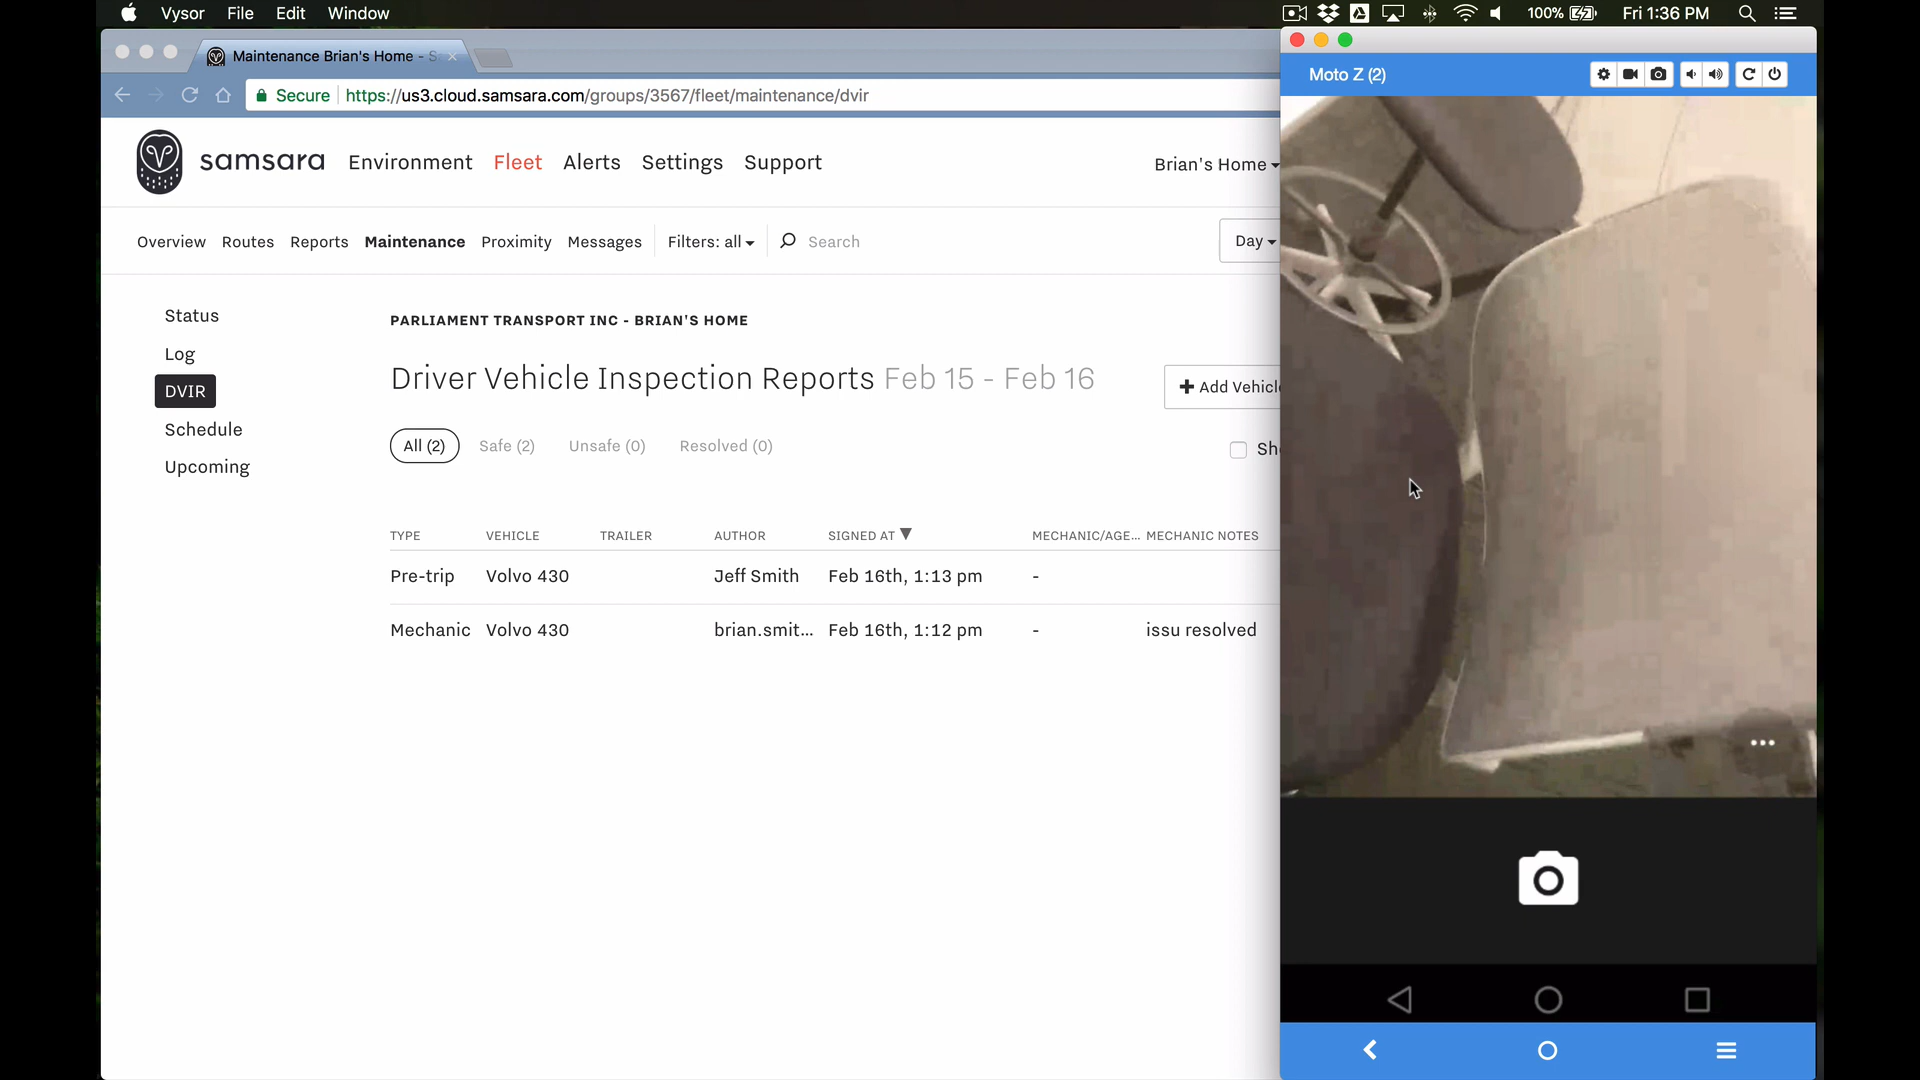 Vysor File Edit Window 100% Fri 1:36 PM
Maintenance Brian's Home - S
Moto Z (2)
Secure https://us3.cloud.samsara.com/groups/3567/fleet/maintenance/dvir
samsara Environment Fleet Alerts Settings Support Brian's Home
Overview Routes Reports Maintenance Proximity Messages Filters: all Search Day
Status
Log
DVIR
Schedule
Upcoming
PARLIAMENT TRANSPORT INC - BRIAN'S HOME
Driver Vehicle Inspection Reports Feb 15 - Feb 16
+ Add Vehicle
All (2) Safe (2) Unsafe (0) Resolved (0) Sh
TYPE VEHICLE TRAILER AUTHOR SIGNED AT ▼ MECHANIC/AGE... MECHANIC NOTES
Pre-trip Volvo 430 Jeff Smith Feb 16th, 1:13 pm -
Mechanic Volvo 430 brian.smit... Feb 16th, 1:12 pm - issu resolved